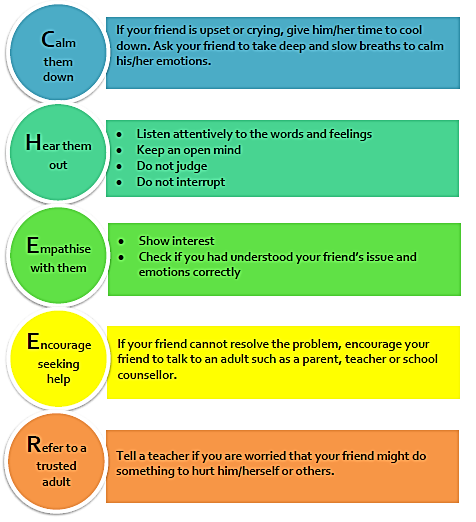 Calm
them
down
If your friend is upset or crying, give him/her time to cool
down. Ask your friend to take deep and slow breaths to calm
his/her emotions.
Hear them
out
• Listen attentively to the words and feelings
• Keep an open mind
• Do not judge
• Do not interrupt
Empathise
with them
• Show interest
• Check if you had understood your friend's issue and
emotions correctly
Encourage
seeking
help
If your friend cannot resolve the problem, encourage your
friend to talk to an adult such as a parent, teacher or school
counsellor.
Refer to a
trusted
adult
Tell a teacher if you are worried that your friend might do
something to hurt him/herself or others.